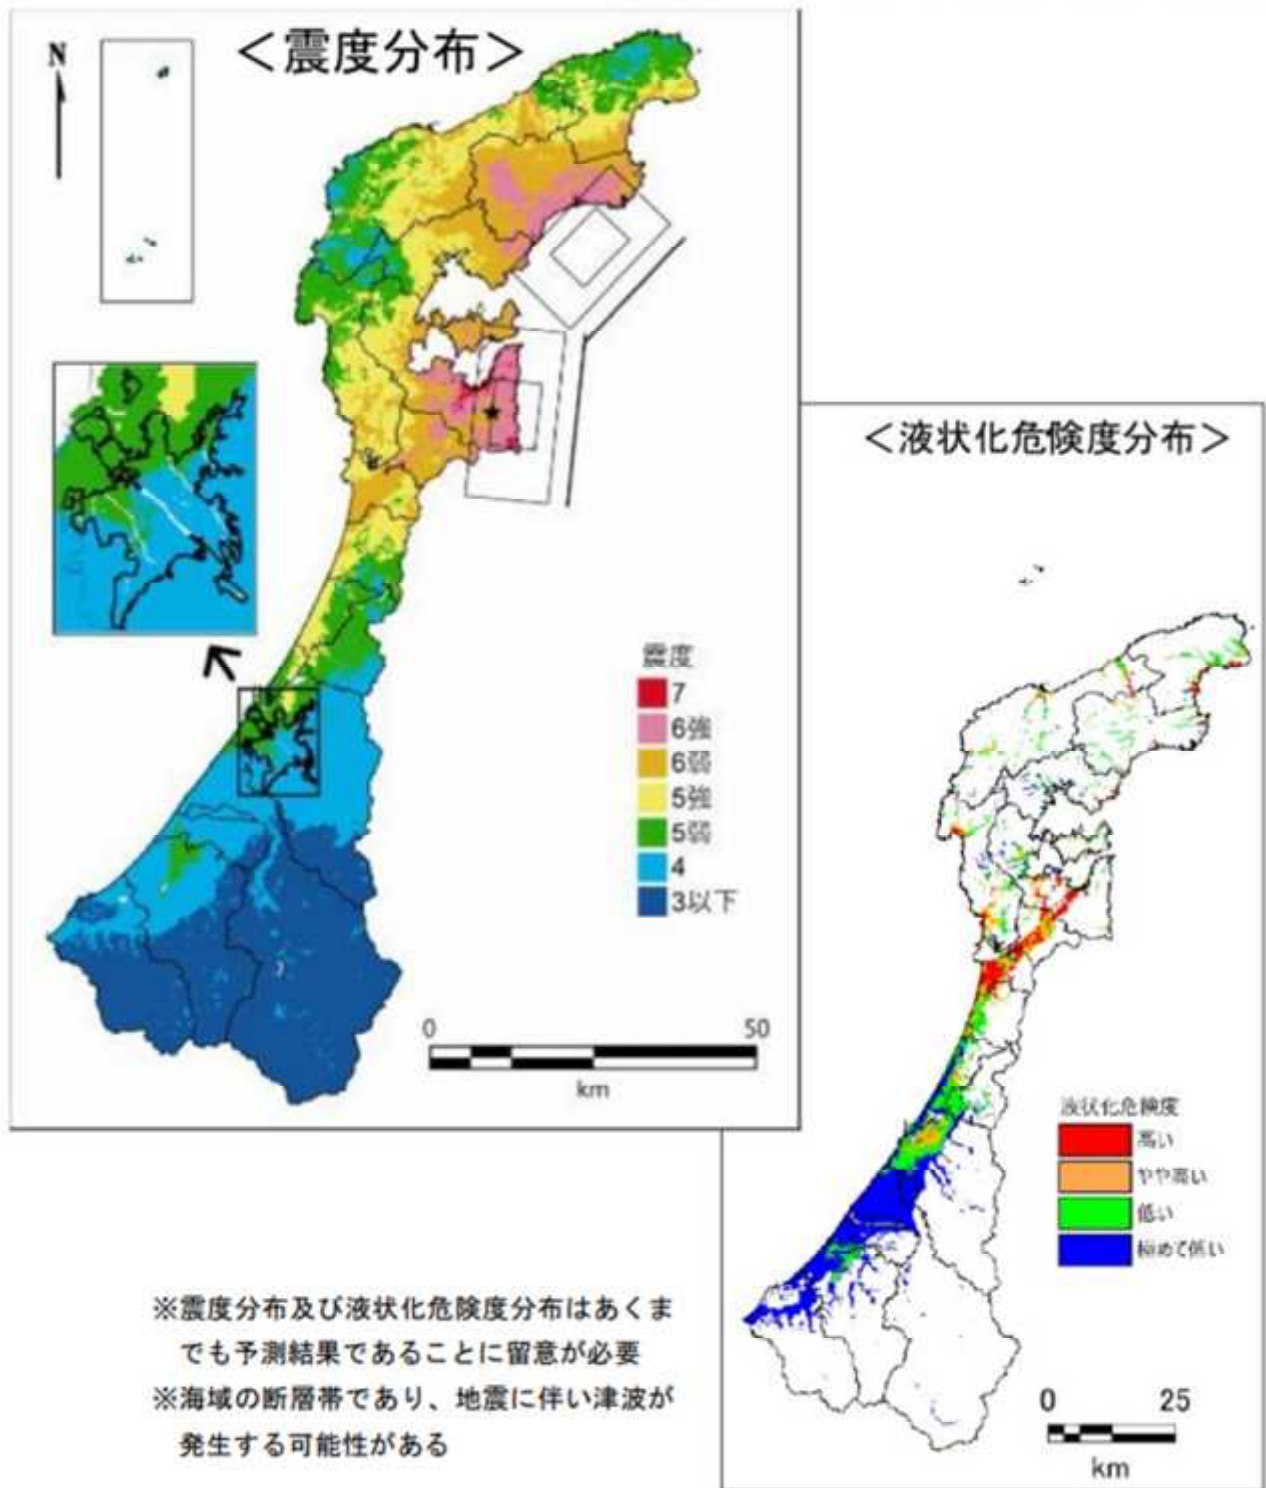 ＜震度分布＞
N
震度
7
6強
6弱
5強
5弱
4
3以下
0 50
km
＜液状化危険度分布＞
液状化危険度
高い
やや高い
低い
極めて低い
0 25
km
※震度分布及び液状化危険度分布はあくま
でも予測結果であることに留意が必要
※海域の断層帯であり、地震に伴い津波が
発生する可能性がある